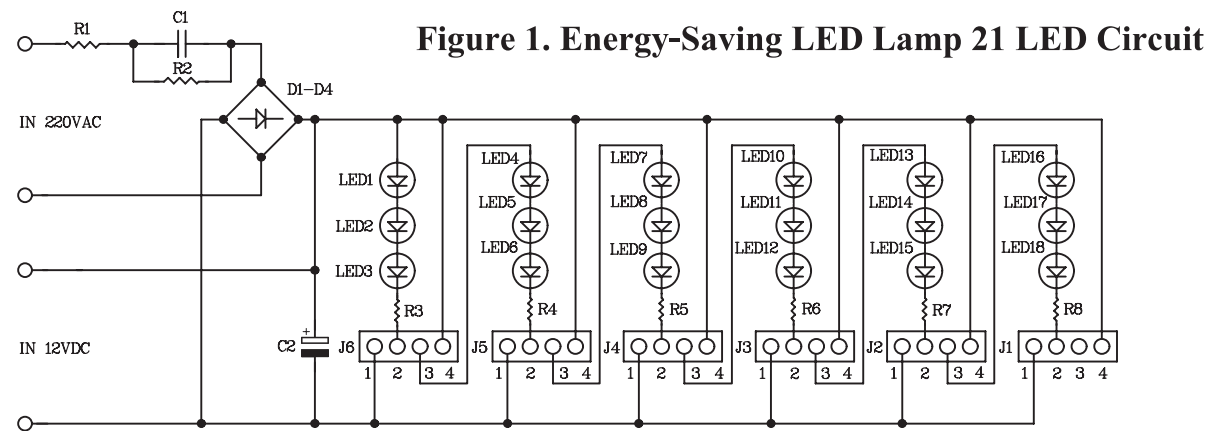 Figure 1. Energy-Saving LED Lamp 21 LED Circuit
R1
C1
R2
D1-D4
IN 220VAC
LED1
LED2
LED3
R3
LED4
LED5
LED6
R4
LED7
LED8
LED9
R5
LED10
LED11
LED12
R6
LED13
LED14
LED15
R7
LED16
LED17
LED18
R8
IN 12VDC
+
C2
J6
1 2 3 4
J5
1 2 3 4
J4
1 2 3 4
J3
1 2 3 4
J2
1 2 3 4
J1
1 2 3 4